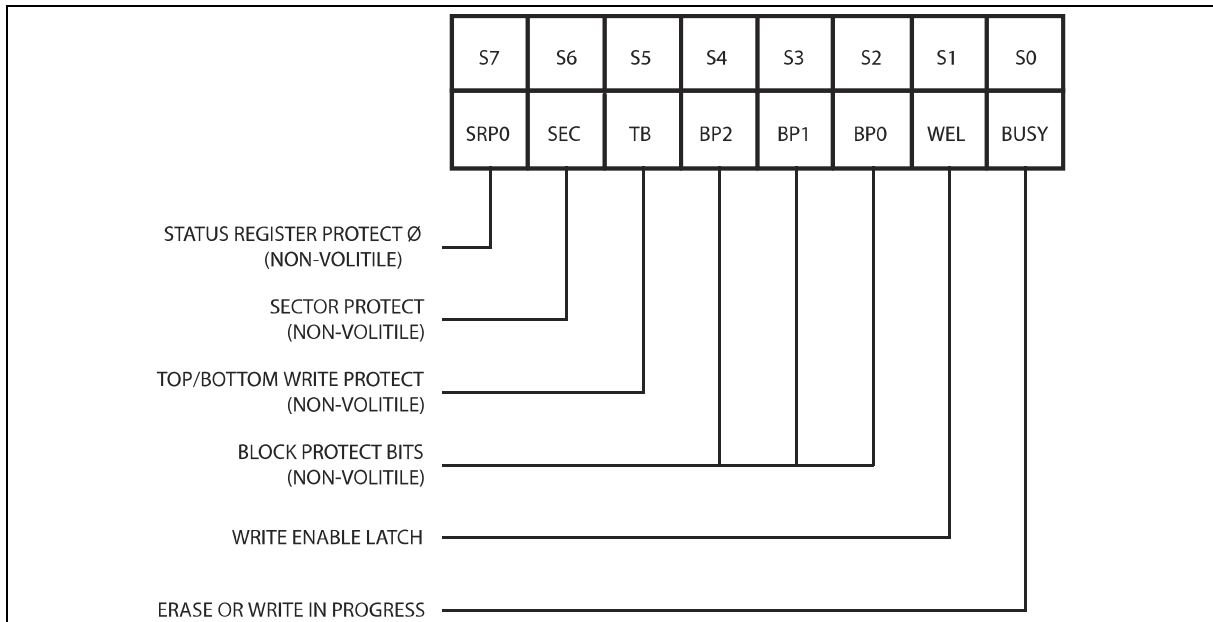 S7 S6 S5 S4 S3 S2 S1 S0
SRP0 SEC TB BP2 BP1 BP0 WEL BUSY
STATUS REGISTER PROTECT Ø
(NON-VOLITILE)
SECTOR PROTECT
(NON-VOLITILE)
TOP/BOTTOM WRITE PROTECT
(NON-VOLITILE)
BLOCK PROTECT BITS
(NON-VOLITILE)
WRITE ENABLE LATCH
ERASE OR WRITE IN PROGRESS